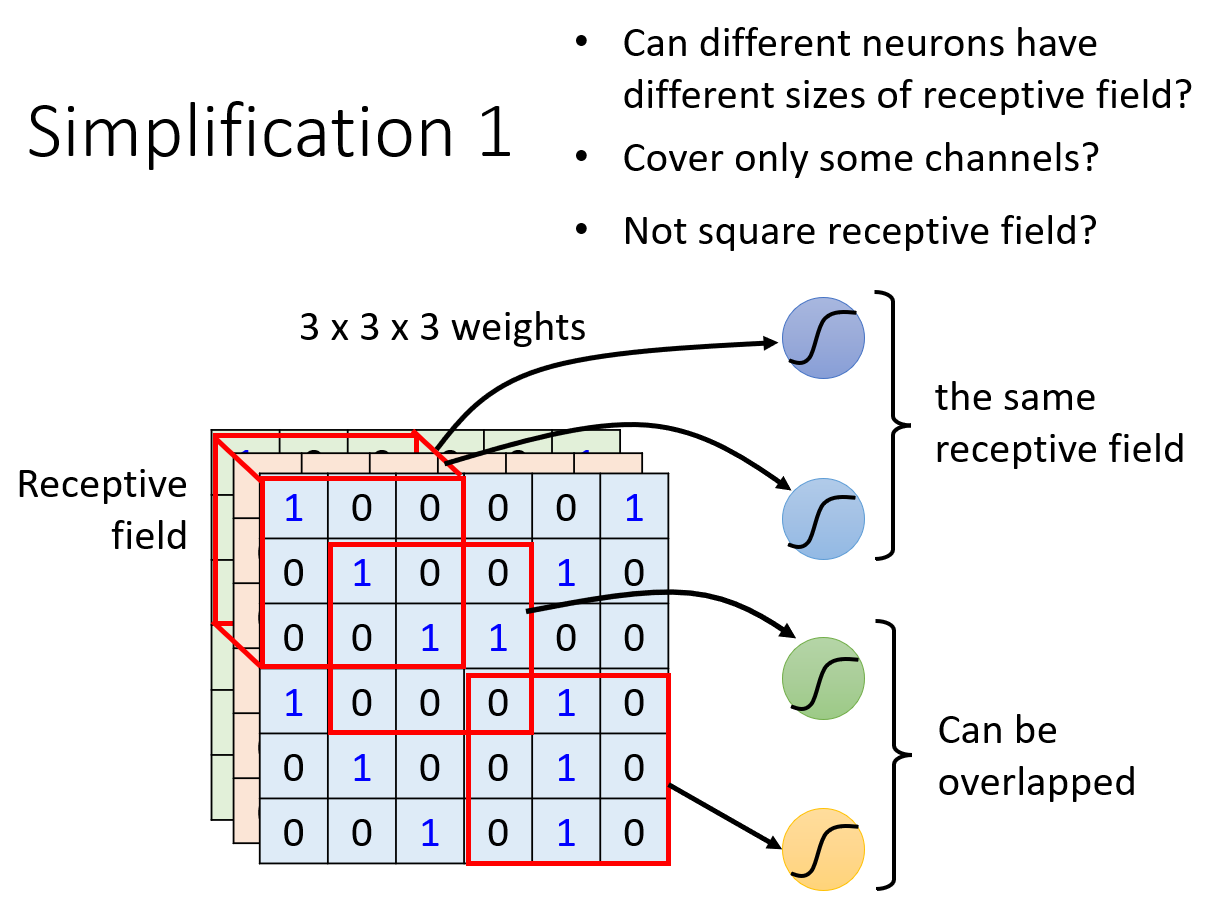 Simplification 1
• Can different neurons have
different sizes of receptive field?
• Cover only some channels?
• Not square receptive field?
3 x 3 x 3 weights
the same
receptive field
Receptive
field
1 0 0 0 0 1
0 1 0 0 1 0
0 0 1 1 0 0
1 0 0 0 1 0
0 1 0 0 1 0
0 0 1 0 1 0
Can be
overlapped